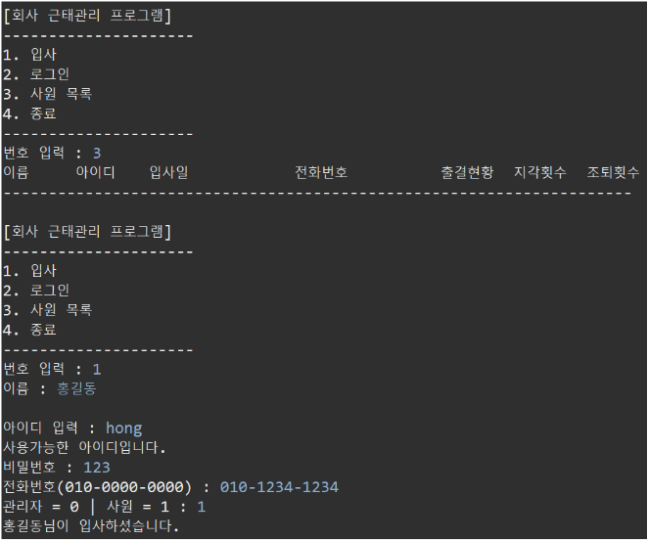 [회사 근태관리 프로그램]
---------------------
1. 입사
2. 로그인
3. 사원 목록
4. 종료
---------------------
번호 입력 : 3
이름 아이디 입사일 전화번호 출결현황 지각횟수 조퇴횟수
----------------------------------------------------------------------
[회사 근태관리 프로그램]
---------------------
1. 입사
2. 로그인
3. 사원 목록
4. 종료
---------------------
번호 입력 : 1
이름 : 홍길동
아이디 입력 : hong
사용가능한 아이디입니다.
비밀번호 : 123
전화번호(010-0000-0000) : 010-1234-1234
관리자 = 0 | 사원 = 1 : 1
홍길동님이 입사하셨습니다.